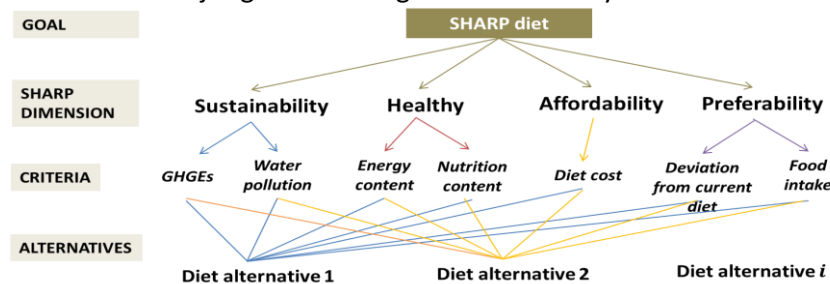 GOAL
SHARP diet
SHARP
DIMENSION
Sustainability
Healthy
Affordability
Preferability
CRITERIA
GHGEs
Water
pollution
Energy
content
Nutrition
content
Diet cost
Deviation
from current
diet
Food
intake
ALTERNATIVES
Diet alternative 1
Diet alternative 2
Diet alternative i